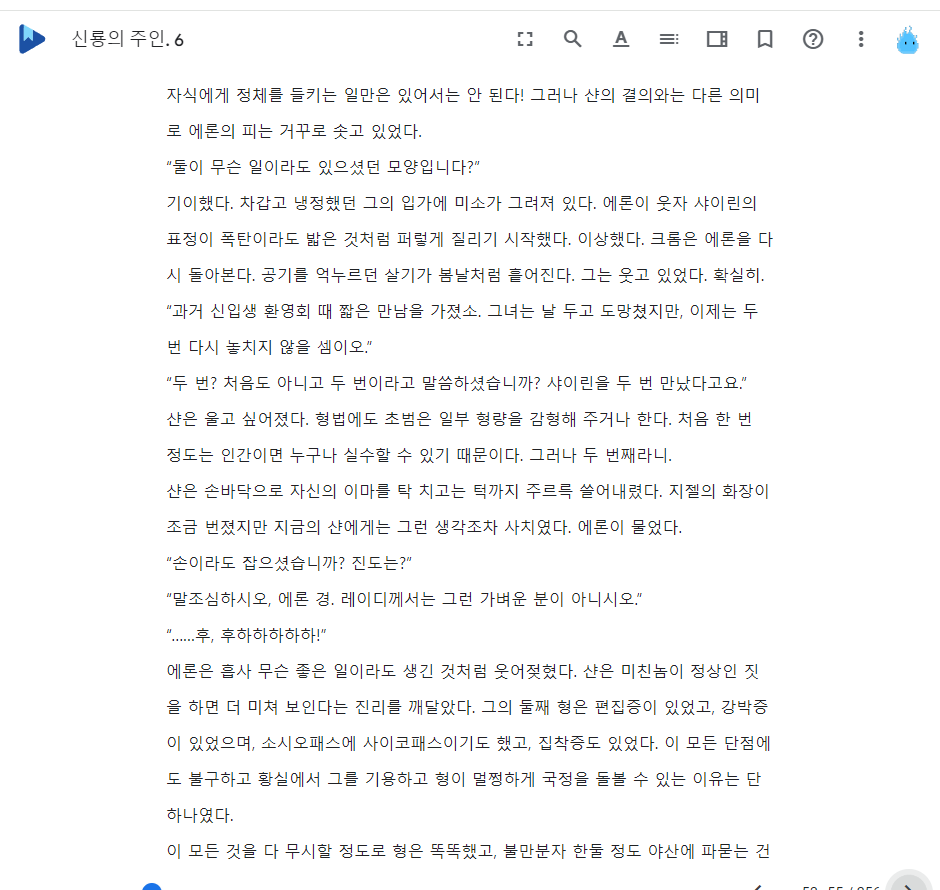 신룡의 주인. 6
자식에게 정체를 들키는 일만은 있어서는 안 된다! 그러나 샨의 결의와는 다른 의미
로 에론의 피는 거꾸로 솟고 있었다.
“둘이 무슨 일이라도 있으셨던 모양입니다?”
기이했다. 차갑고 냉정했던 그의 입가에 미소가 그려져 있다. 에론이 웃자 샤이린의
표정이 폭탄이라도 밟은 것처럼 퍼렇게 질리기 시작했다. 이상했다. 크롬은 에론을 다
시 돌아본다. 공기를 억누르던 살기가 봄날처럼 흩어진다. 그는 웃고 있었다. 확실히.
“과거 신입생 환영회 때 짧은 만남을 가졌소. 그녀는 날 두고 도망쳤지만, 이제는 두
번 다시 놓치지 않을 셈이오.”
“두 번? 처음도 아니고 두 번이라고 말씀하셨습니까? 샤이린을 두 번 만났다고요.”
샨은 울고 싶어졌다. 형법에도 초범은 일부 형량을 감형해 주거나 한다. 처음 한 번
정도는 인간이면 누구나 실수할 수 있기 때문이다. 그러나 두 번째라니.
샨은 손바닥으로 자신의 이마를 탁 치고는 턱까지 주르륵 쓸어내렸다. 지젤의 화장이
조금 번졌지만 지금의 샨에게는 그런 생각조차 사치였다. 에론이 물었다.
“손이라도 잡으셨습니까? 진도는?”
“말조심하시오, 에론 경. 레이디께서는 그런 가벼운 분이 아니시오.”
“......후, 후하하하하하!”
에론은 흡사 무슨 좋은 일이라도 생긴 것처럼 웃어젖혔다. 샨은 미친놈이 정상인 짓
을 하면 더 미쳐 보인다는 진리를 깨달았다. 그의 둘째 형은 편집증이 있었고, 강박증
이 있었으며, 소시오패스에 사이코패스이기도 했고, 집착증도 있었다. 이 모든 단점에
도 불구하고 황실에서 그를 기용하고 형이 멀쩡하게 국정을 돌볼 수 있는 이유는 단
하나였다.
이 모든 것을 다 무시할 정도로 형은 똑똑했고, 불만분자 한둘 정도 야산에 파묻는 건